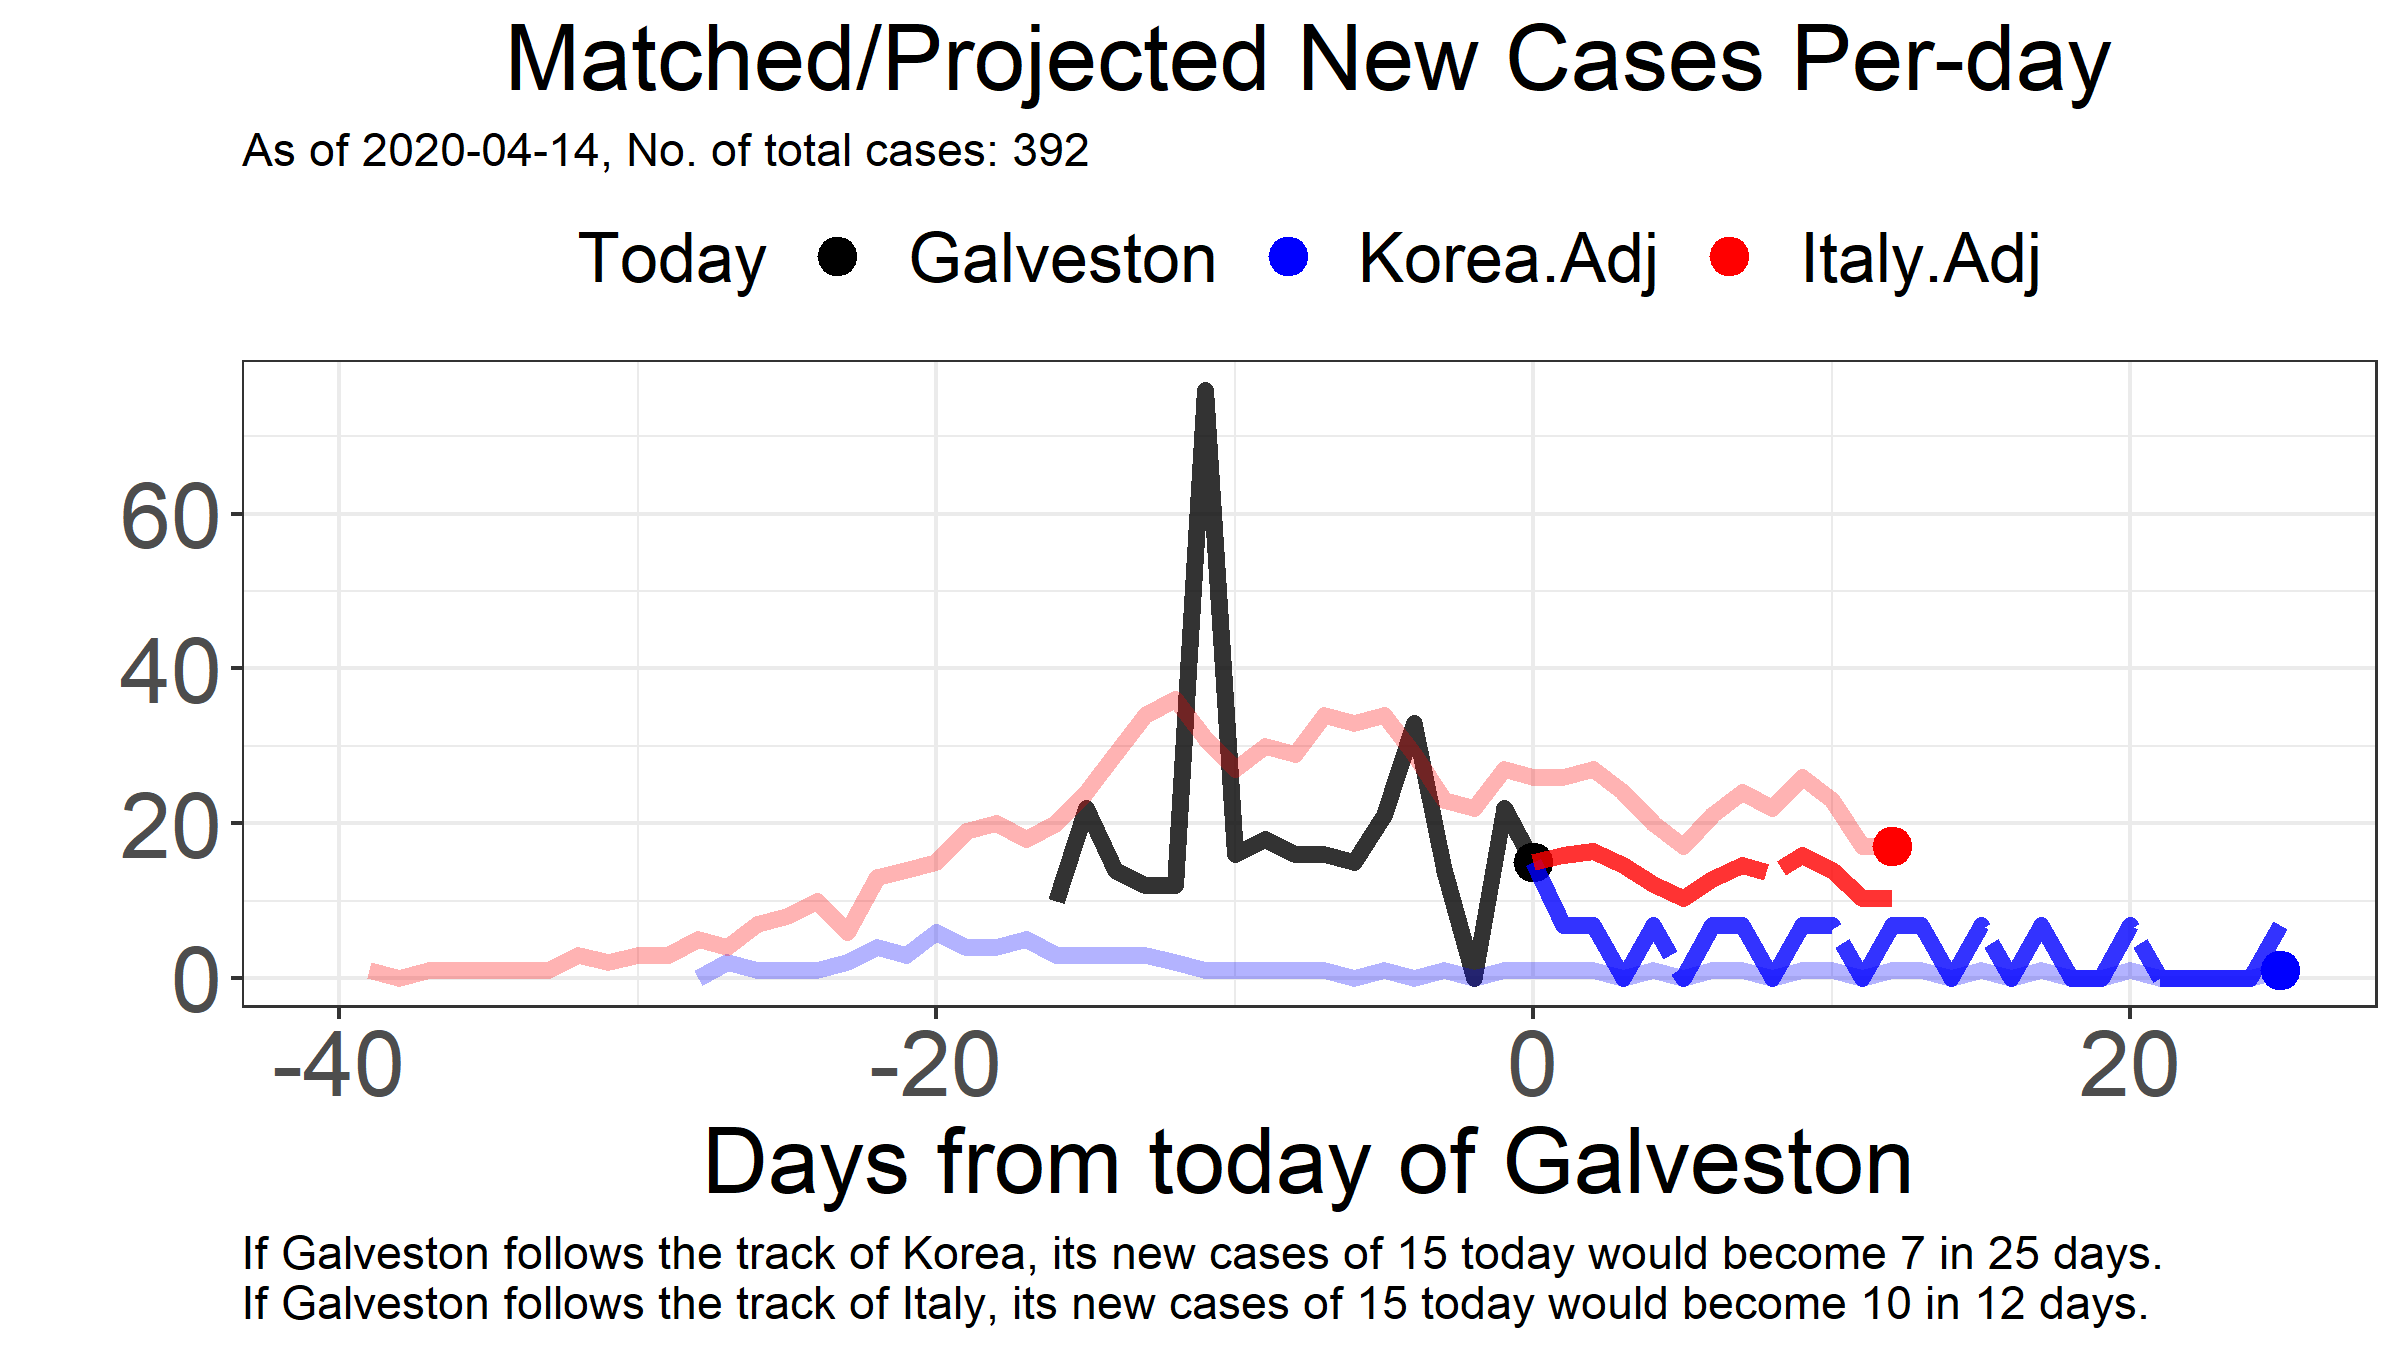 Matched/Projected New Cases Per-day
As of 2020-04-14, No. of total cases: 392
Today Galveston Korea.Adj Italy.Adj
60
40
20
0
-40 -20 0 20
Days from today of Galveston
If Galveston follows the track of Korea, its new cases of 15 today would become 7 in 25 days.
If Galveston follows the track of Italy, its new cases of 15 today would become 10 in 12 days.